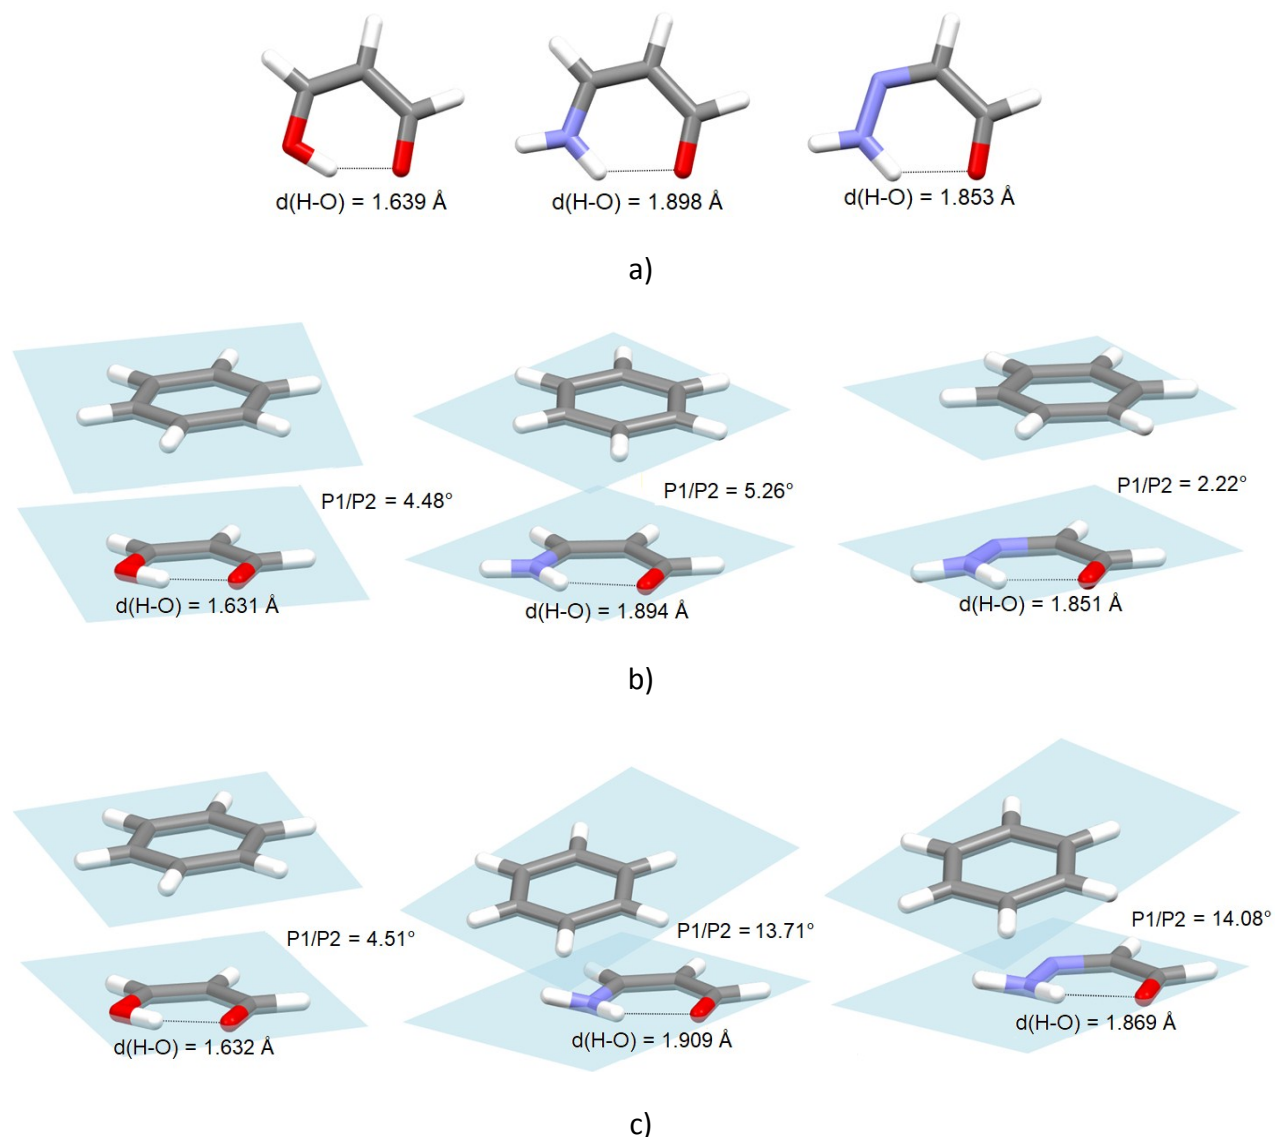 d(H-O) = 1.639 Å
d(H-O) = 1.898 Å
d(H-O) = 1.853 Å
a)
P1/P2 = 4.48°
P1/P2 = 5.26°
P1/P2 = 2.22°
d(H-O) = 1.631 Å
d(H-O) = 1.894 Å
d(H-O) = 1.851 Å
b)
P1/P2 = 4.51°
P1/P2 = 13.71°
P1/P2 = 14.08°
d(H-O) = 1.632 Å
d(H-O) = 1.909 Å
d(H-O) = 1.869 Å
c)